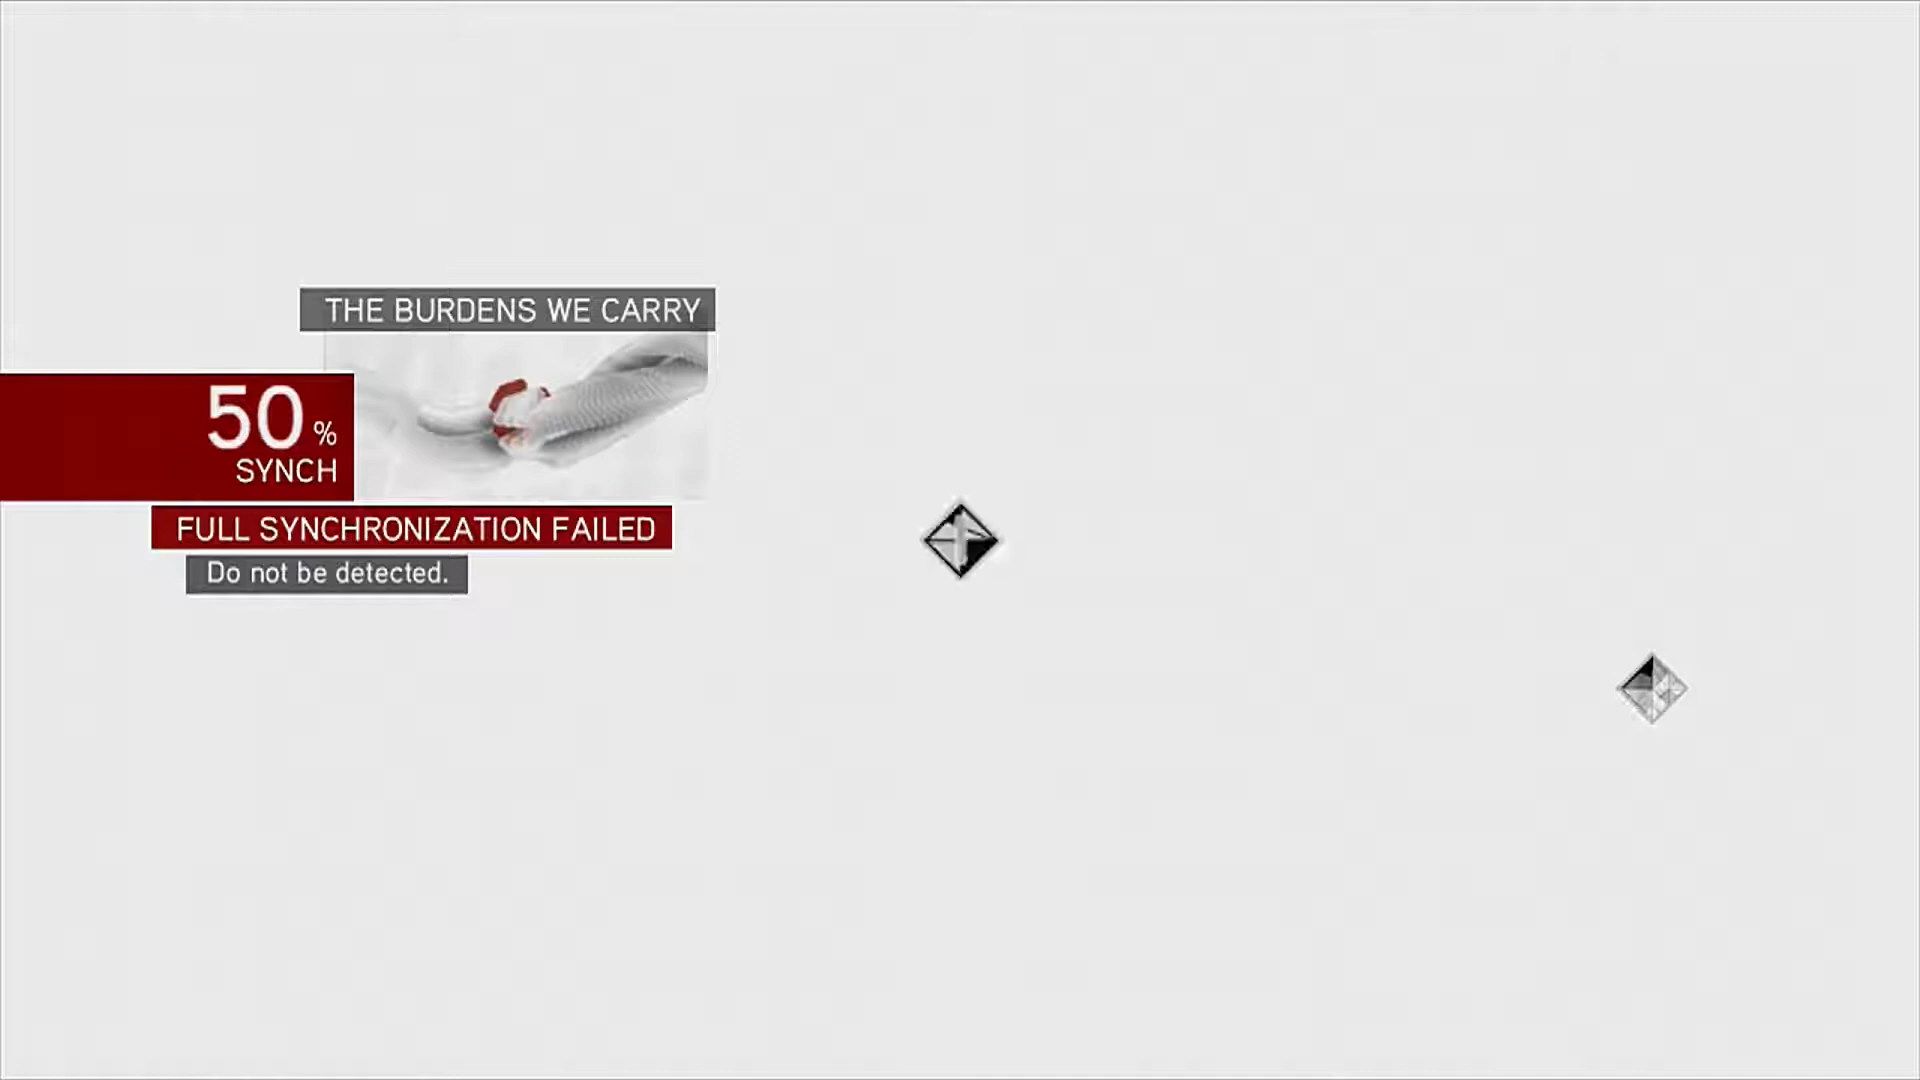 THE BURDENS WE CARRY
50 %
SYNCH
FULL SYNCHRONIZATION FAILED
Do not be detected.